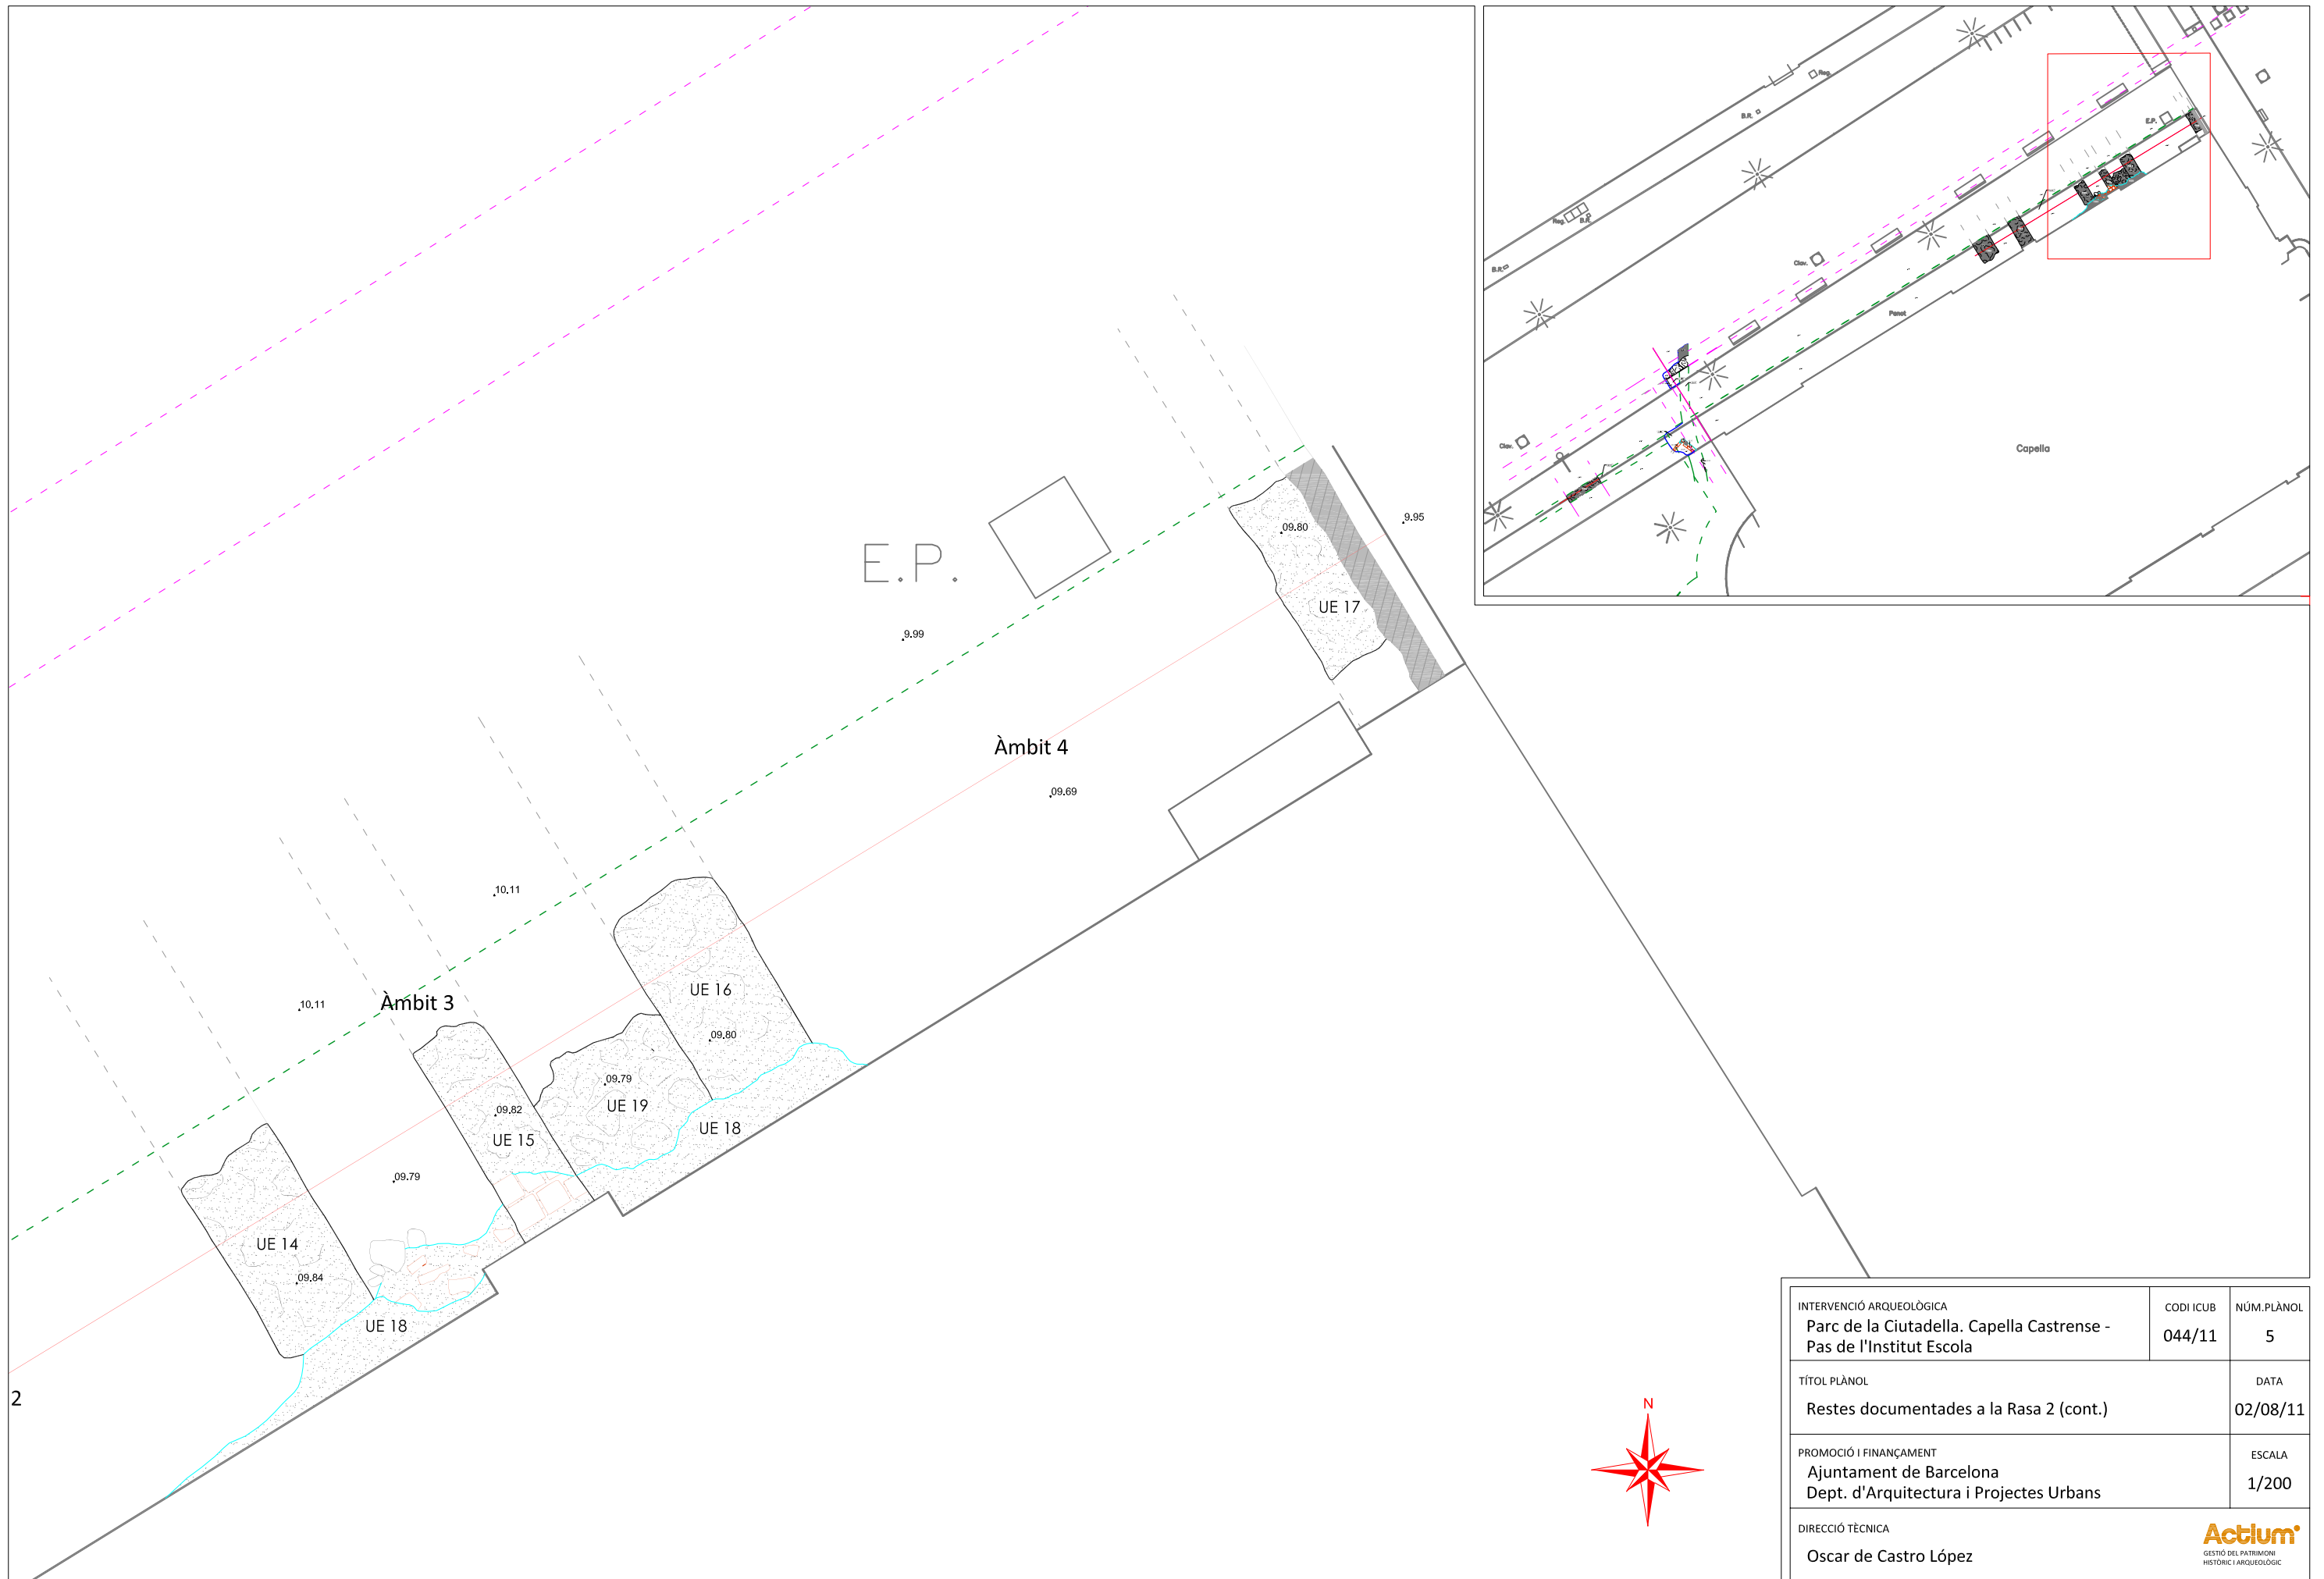 E.P.
9.95
09.80
UE 17
9.99
Àmbit 4
09.69
10.11
10.11
Àmbit 3
UE 16
09.80
09.79
UE 19
09.82
UE 15
UE 18
09.79
UE 14
09.84
UE 18
2
N
Reg.
B.R.
E.P.
Reg.
B.R.
B.R.
Clav.
Panot
Clav.
Capella
INTERVENCIÓ ARQUEOLÒGICA
Parc de la Ciutadella. Capella Castrense -
Pas de l'Institut Escola
CODI ICUB
044/11
NÚM.PLÀNOL
5
TÍTOL PLÀNOL
Restes documentades a la Rasa 2 (cont.)
DATA
02/08/11
PROMOCIÓ I FINANÇAMENT
Ajuntament de Barcelona
Dept. d'Arquitectura i Projectes Urbans
ESCALA
1/200
DIRECCIÓ TÈCNICA
Oscar de Castro López
Actium
GESTIÓ DEL PATRIMONI
HISTÒRIC I ARQUEOLÒGIC